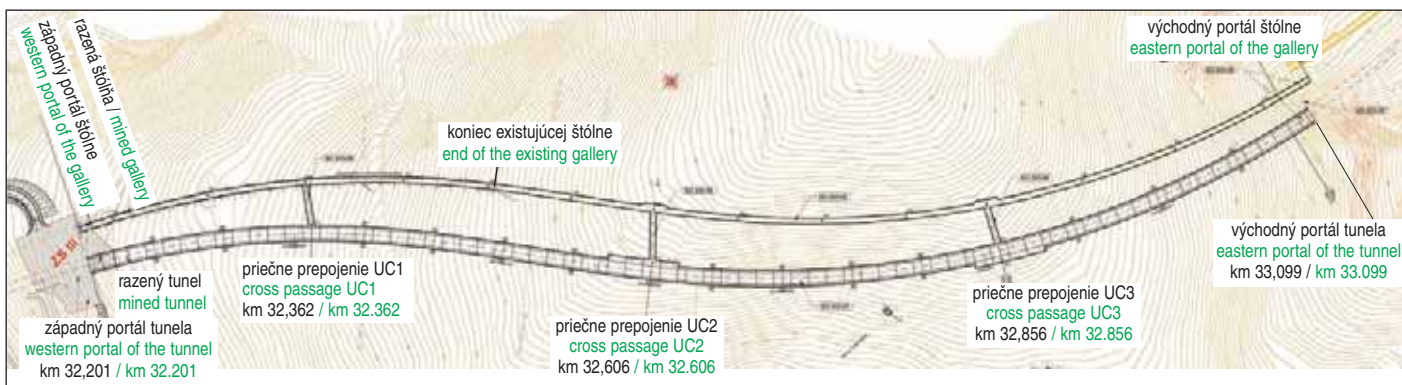 západný portál štôlne
western portal of the gallery
razená štôlňa / mined gallery
koniec existujúcej štôlne
end of the existing gallery
východný portál štôlne
eastern portal of the gallery
razený tunel
mined tunnel
západný portál tunela
western portal of the tunnel
km 32,201 / km 32.201
priečne prepojenie UC1
cross passage UC1
km 32,362 / km 32.362
priečne prepojenie UC2
cross passage UC2
km 32,606 / km 32.606
priečne prepojenie UC3
cross passage UC3
km 32,856 / km 32.856
východný portál tunela
eastern portal of the tunnel
km 33,099 / km 33.099